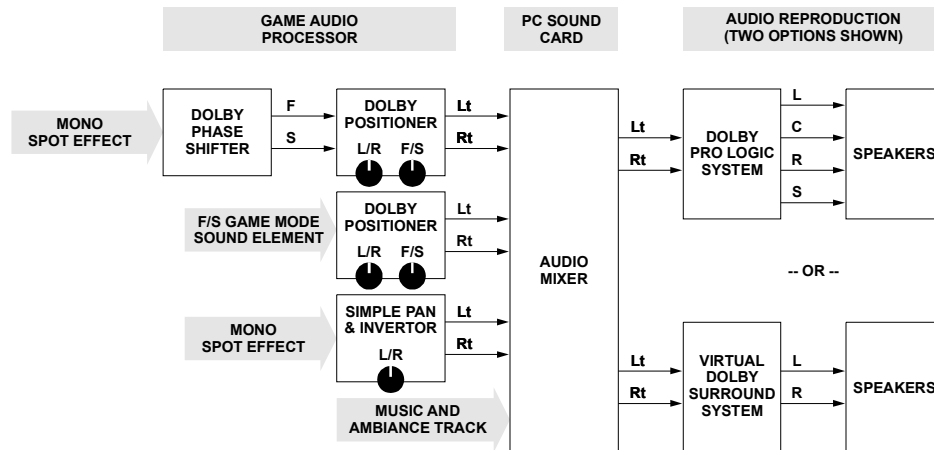 GAME AUDIO
PROCESSOR
PC SOUND
CARD
AUDIO REPRODUCTION
(TWO OPTIONS SHOWN)
MONO
SPOT EFFECT
DOLBY
PHASE
SHIFTER
F
S
DOLBY
POSITIONER
L/R F/S
Lt
Rt
F/S GAME MODE
SOUND ELEMENT
DOLBY
POSITIONER
L/R F/S
Lt
Rt
MONO
SPOT EFFECT
SIMPLE PAN
& INVERTOR
L/R
Lt
Rt
MUSIC AND
AMBIANCE TRACK
AUDIO
MIXER
Lt
Rt
DOLBY
PRO LOGIC
SYSTEM
L
C
R
S
SPEAKERS
-- OR --
Lt
Rt
VIRTUAL
DOLBY
SURROUND
SYSTEM
L
R
SPEAKERS